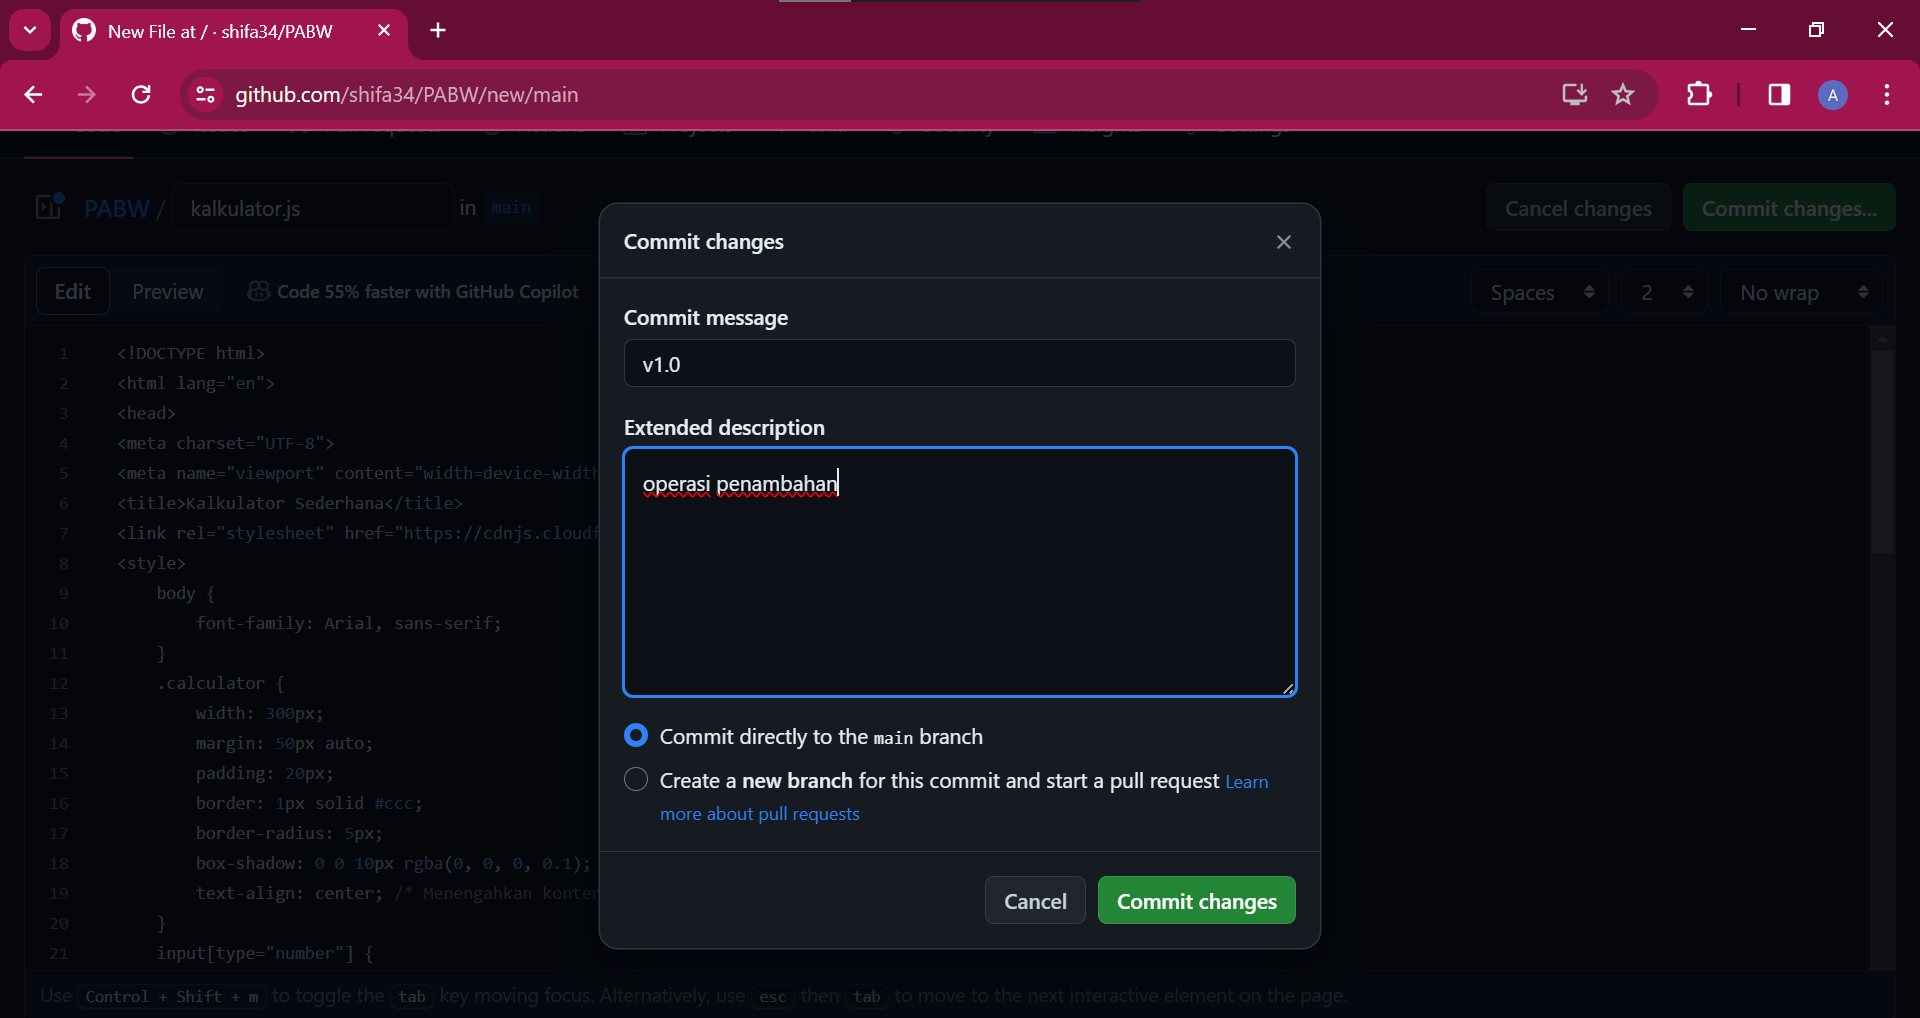 New File at / · shifa34/PABW
github.com/shifa34/PABW/new/main
A
PABW / kalkulator.js in main
Cancel changes
Commit changes...
Edit
Preview
Code 55% faster with GitHub Copilot
Spaces
2
No wrap
1 <!DOCTYPE html>
2 <html lang="en">
3 <head>
4 <meta charset="UTF-8">
5 <meta name="viewport" content="width=device-width
6 <title>Kalkulator Sederhana</title>
7 <link rel="stylesheet" href="https://cdnjs.cloudf
8 <style>
9 body {
10 font-family: Arial, sans-serif;
11 }
12 .calculator {
13 width: 300px;
14 margin: 50px auto;
15 padding: 20px;
16 border: 1px solid #ccc;
17 border-radius: 5px;
18 box-shadow: 0 0 10px rgba(0, 0, 0, 0.1);
19 text-align: center; /* Menengahkan konten
20 }
21 input[type="number"] {
Commit changes
Commit message
v1.0
Extended description
operasi penambahan
Commit directly to the main branch
Create a new branch for this commit and start a pull request Learn
more about pull requests
Cancel
Commit changes
Use Control + Shift + m to toggle the tab key moving focus. Alternatively, use esc then tab to move to the next interactive element on the page.